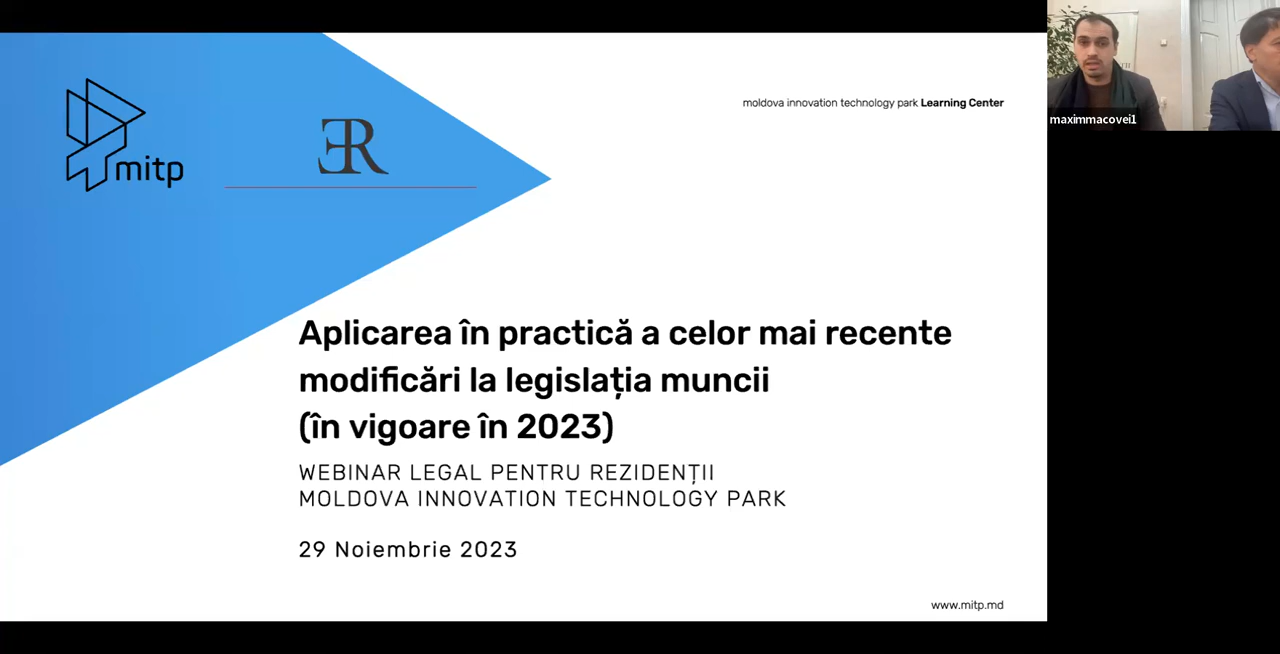 moldova innovation technology park Learning Center
mitp
maximmacovei1
Aplicarea în practică a celor mai recente
modificări la legislația muncii
(în vigoare în 2023)
WEBINAR LEGAL PENTRU REZIDENȚII
MOLDOVA INNOVATION TECHNOLOGY PARK
29 Noiembrie 2023
www.mitp.md